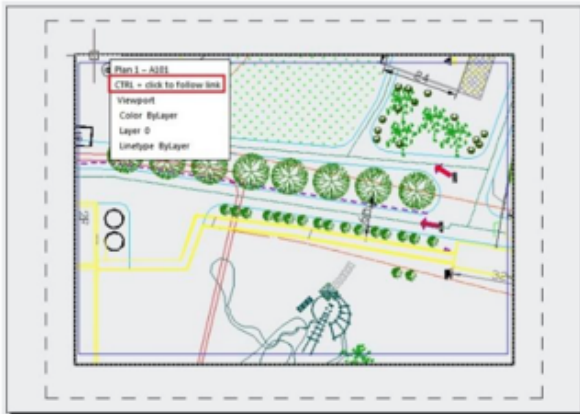 Plan 1 - A101
CTRL + click to follow link
Viewport
Color ByLayer
Layer 0
Linetype ByLayer